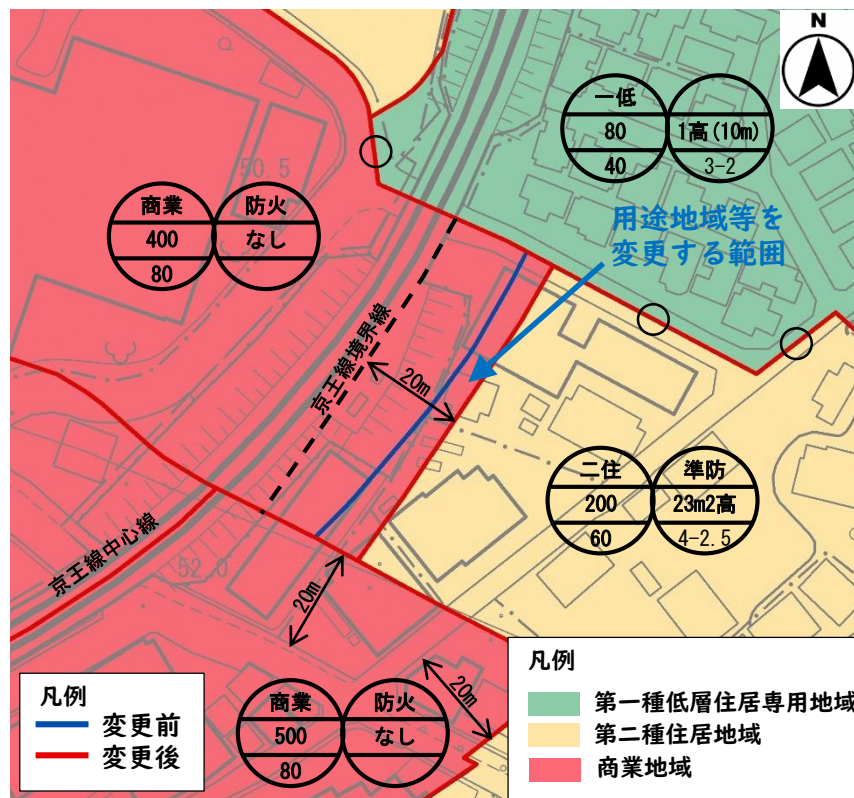 N
一低
80
40
1高(10m)
3-2
50.5
商業
400
80
防火
なし
用途地域等を
変更する範囲
京王線境界線
20m
二住
200
60
準防
23m2高
4-2.5
京王線中心線
52.0
20m
20m
商業
500
80
防火
なし
凡例
変更前
変更後
凡例
第一種低層住居専用地域
第二種住居地域
商業地域